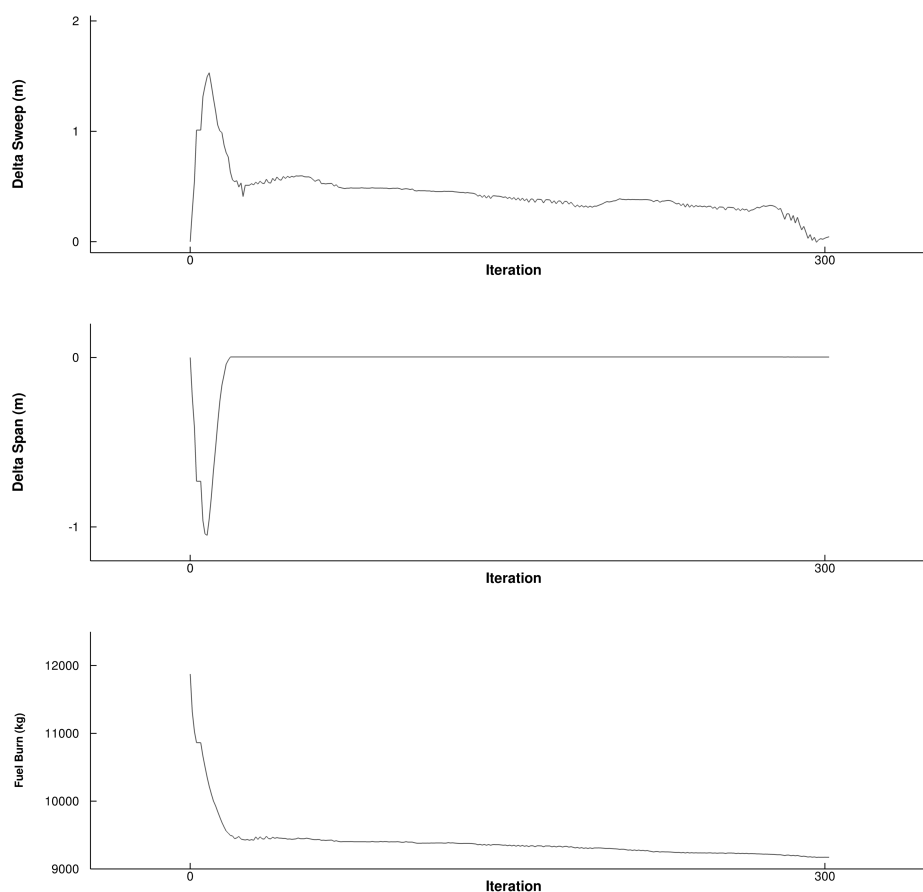 2
1
0
Delta Sweep (m)
0
300
Iteration
0
-1
Delta Span (m)
0
300
Iteration
12000
11000
10000
9000
Fuel Burn (kg)
0
300
Iteration